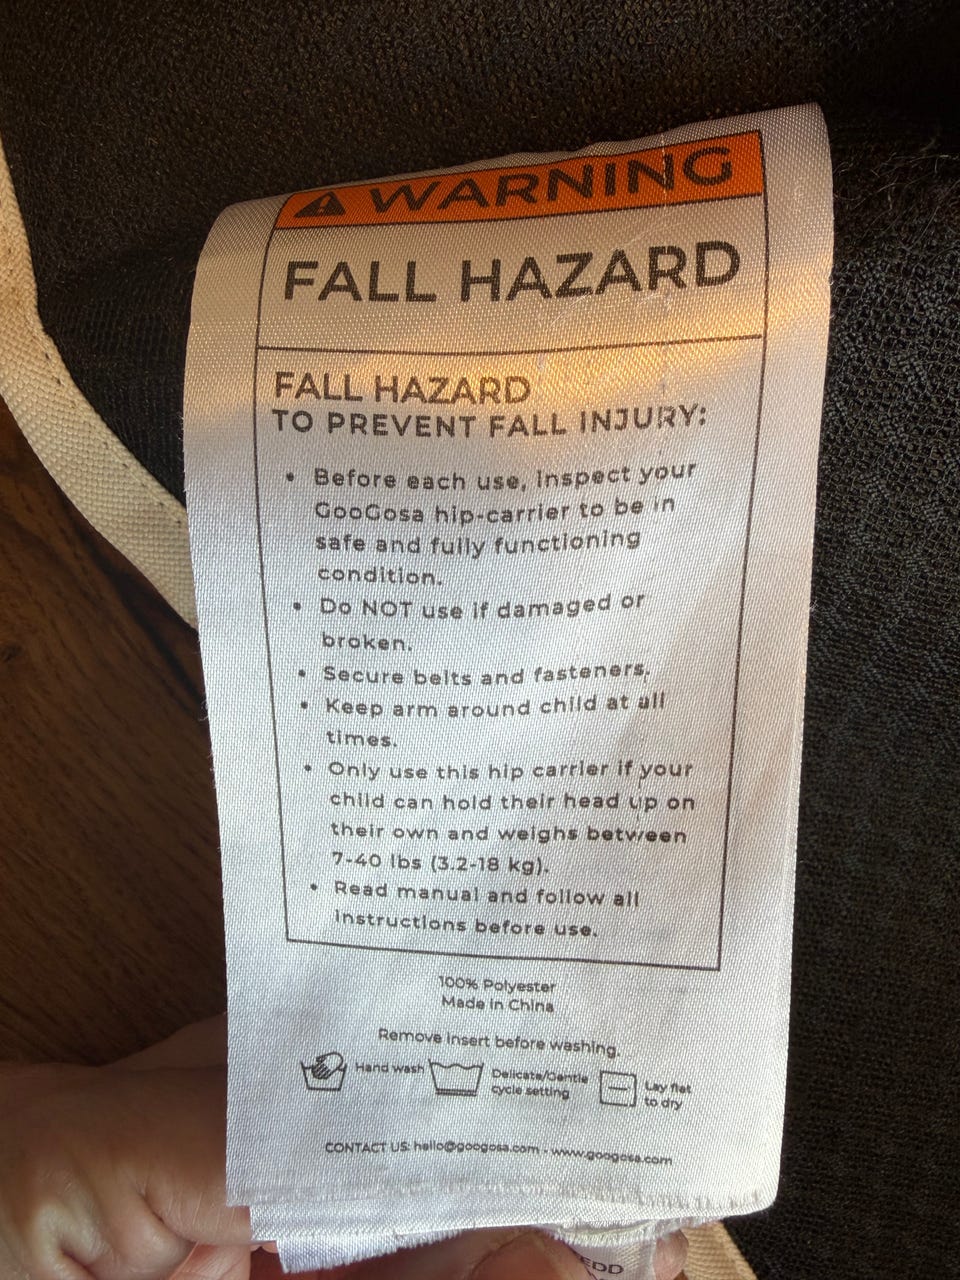 WARNING
FALL HAZARD
FALL HAZARD
TO PREVENT FALL INJURY:
• Before each use, inspect your
GooGosa hip-carrier to be in
safe and fully functioning
condition.
• Do NOT use if damaged or
broken.
• Secure belts and fasteners.
• Keep arm around child at all
times.
• Only use this hip carrier if your
child can hold their head up on
their own and weighs between
7-40 lbs (3.2-18 kg).
• Read manual and follow all
instructions before use.
100% Polyester
Made in China
Remove insert before washing.
Hand wash
Delicate/Gentle
cycle setting
Lay flat
to dry
CONTACT US: hello@googosa.com - www.googosa.com